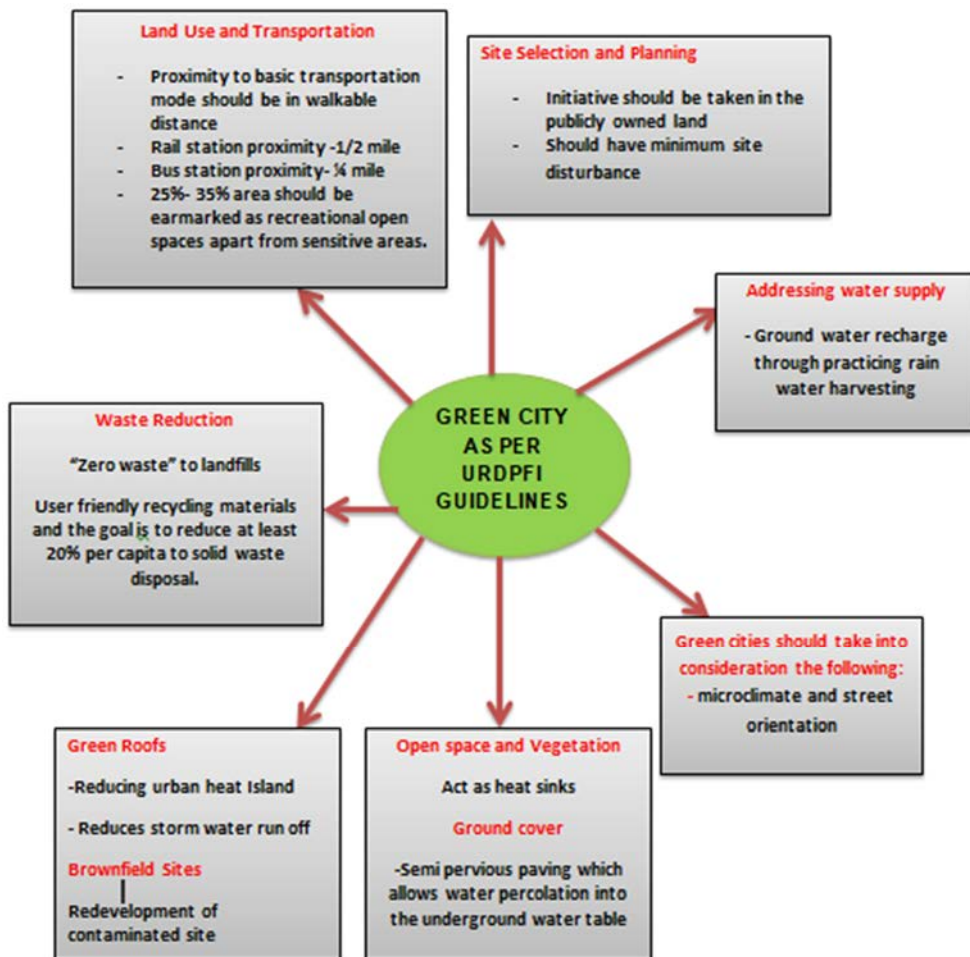 Land Use and Transportation
- Proximity to basic transportation
mode should be in walkable
distance
- Rail station proximity -1/2 mile
- Bus station proximity- ¼ mile
- 25%- 35% area should be
earmarked as recreational open
spaces apart from sensitive areas.
Site Selection and Planning
- Initiative should be taken in the
publicly owned land
- Should have minimum site
disturbance
Addressing water supply
- Ground water recharge
through practicing rain
water harvesting
GREEN CITY
AS PER
URDPFI
GUIDELINES
Waste Reduction
“Zero waste” to landfills
User friendly recycling materials
and the goal is to reduce at least
20% per capita to solid waste
disposal.
Green cities should take into
consideration the following:
- microclimate and street
orientation
Green Roofs
-Reducing urban heat Island
- Reduces storm water run off
Brownfield Sites
Redevelopment of
contaminated site
Open space and Vegetation
Act as heat sinks
Ground cover
-Semi pervious paving which
allows water percolation into
the underground water table